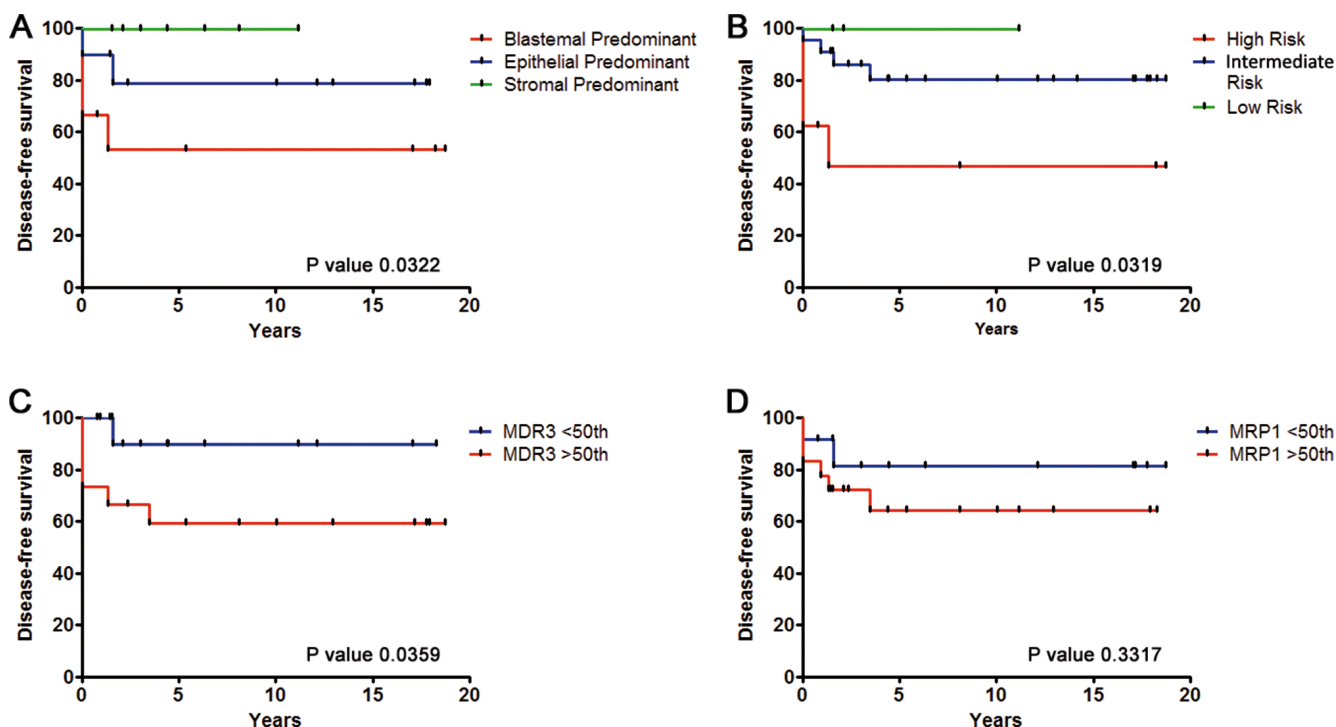 A
Disease-free survival
100
80
60
40
20
0
0 5 10 15 20
Years
Blastemal Predominant
Epithelial Predominant
Stromal Predominant
P value 0.0322
B
Disease-free survival
100
80
60
40
20
0
0 5 10 15 20
Years
High Risk
Intermediate
Risk
Low Risk
P value 0.0319
C
Disease-free survival
100
80
60
40
20
0
0 5 10 15 20
Years
MDR3 <50th
MDR3 >50th
P value 0.0359
D
Disease-free survival
100
80
60
40
20
0
0 5 10 15 20
Years
MRP1 <50th
MRP1 >50th
P value 0.3317